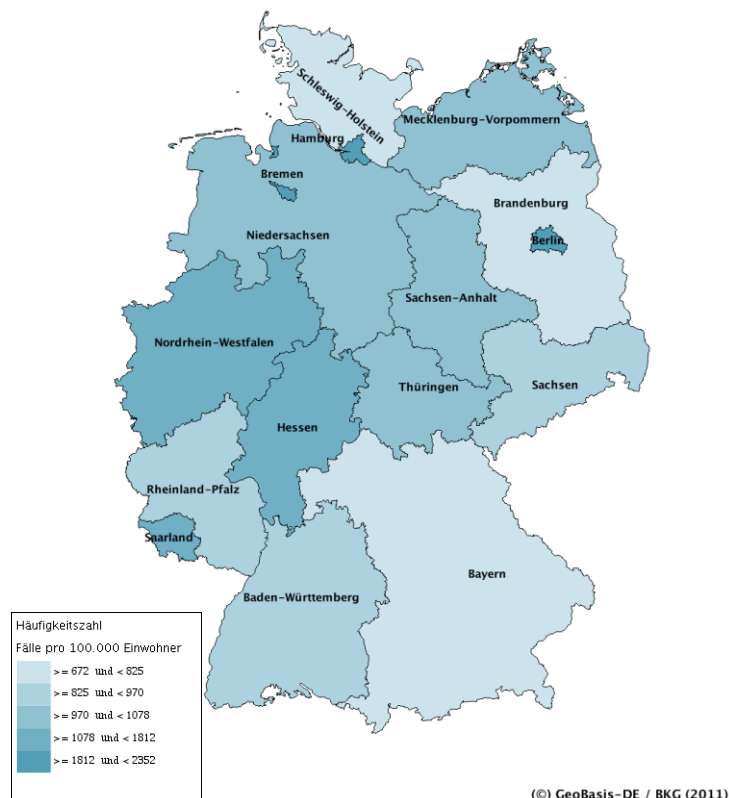 Schleswig-Holstein
Mecklenburg-Vorpommern
Hamburg
Bremen
Brandenburg
Niedersachsen
Berlin
Sachsen-Anhalt
Nordrhein-Westfalen
Thüringen
Sachsen
Hessen
Rheinland-Pfalz
Saarland
Bayern
Baden-Württemberg
Häufigkeitszahl
Fälle pro 100.000 Einwohner
>= 672 und < 825
>= 825 und < 970
>= 970 und < 1078
>= 1078 und < 1812
>= 1812 und < 2352
(©) GeoBasis-DE / BKG (2011)